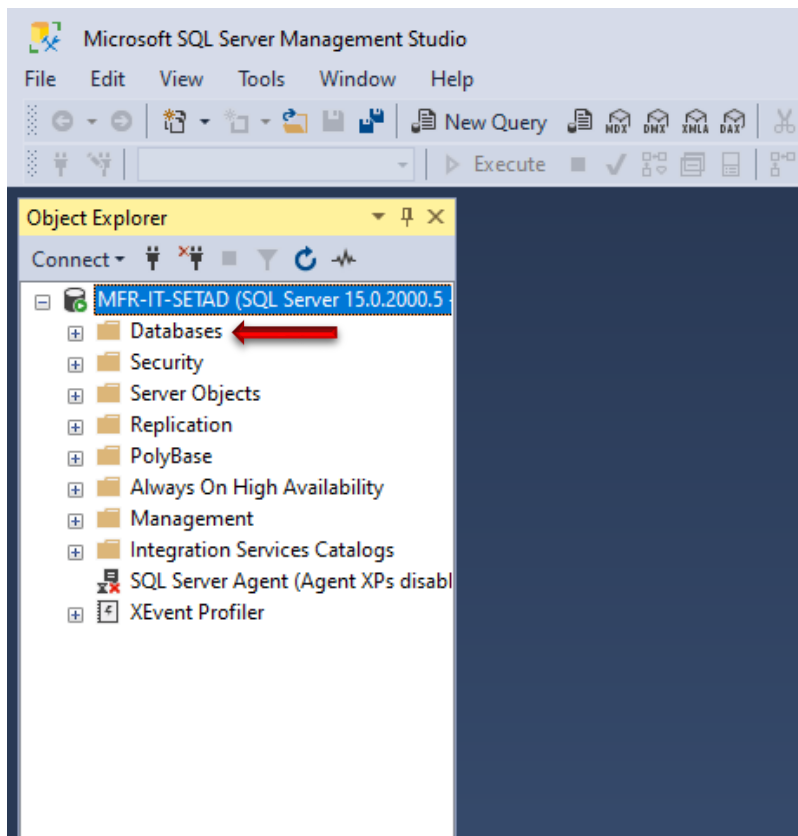 Microsoft SQL Server Management Studio
File Edit View Tools Window Help
New Query MDX DMX XMLA DAX
Execute
Object Explorer
Connect
MFR-IT-SETAD (SQL Server 15.0.2000.5 -
Databases
Security
Server Objects
Replication
PolyBase
Always On High Availability
Management
Integration Services Catalogs
SQL Server Agent (Agent XPs disabl
XEvent Profiler